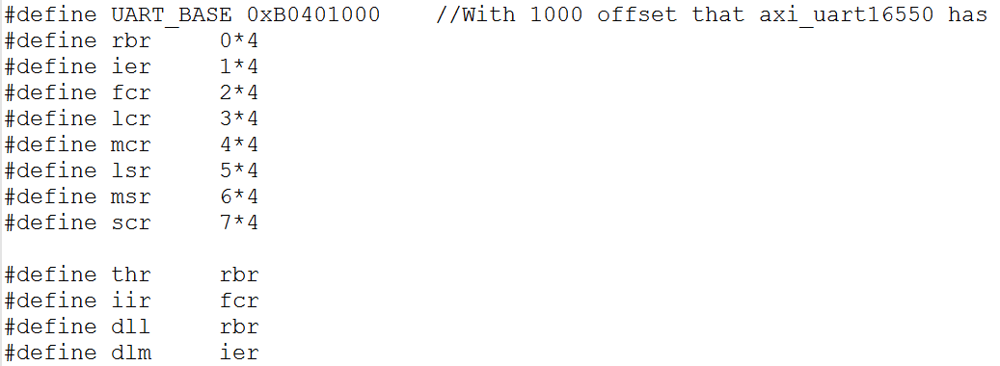 #define UART_BASE 0xB0401000    //With 1000 offset that axi_uart16550 has
#define rbr     0*4
#define ier     1*4
#define fcr     2*4
#define lcr     3*4
#define mcr     4*4
#define lsr     5*4
#define msr     6*4
#define scr     7*4
#define thr     rbr
#define iir     fcr
#define dll     rbr
#define dlm     ier